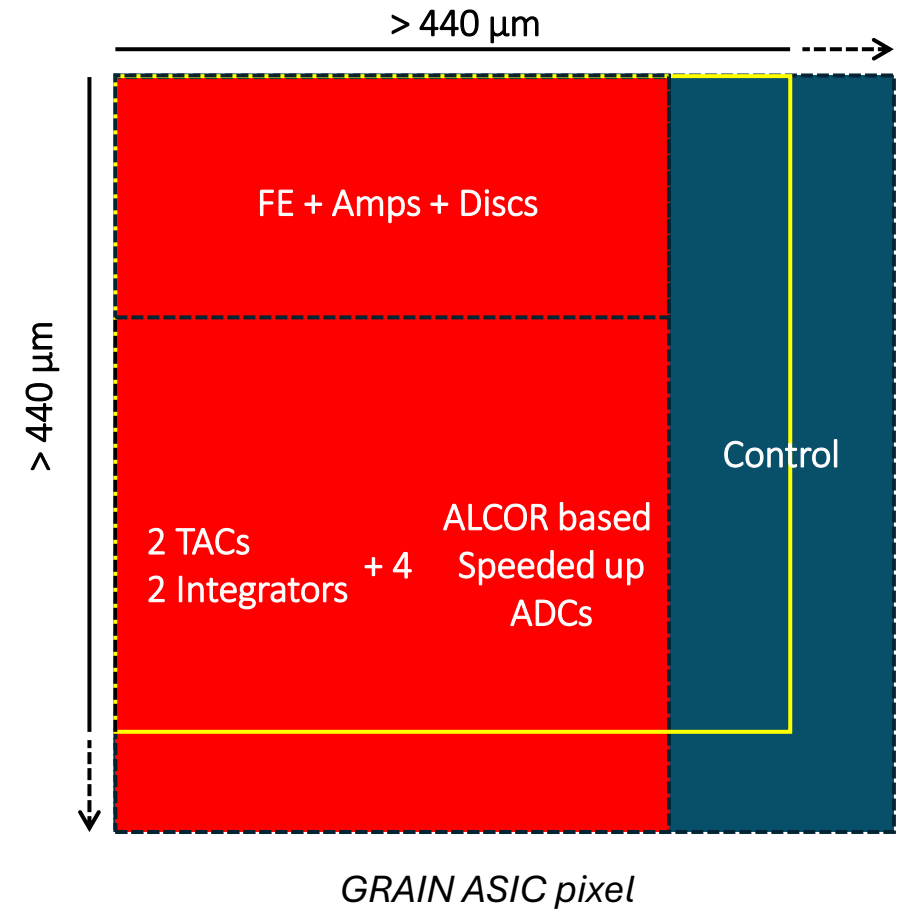 > 440 µm
FE + Amps + Discs
> 440 µm
Control
2 TACs
2 Integrators
+ 4
ALCOR based
Speeded up
ADCs
GRAIN ASIC pixel